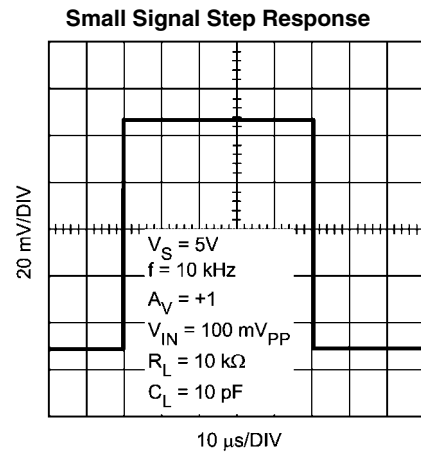 Small Signal Step Response
20 mV/DIV
V_S = 5V
f = 10 kHz
A_V = +1
V_IN = 100 mV_PP
R_L = 10 kΩ
C_L = 10 pF
10 μs/DIV